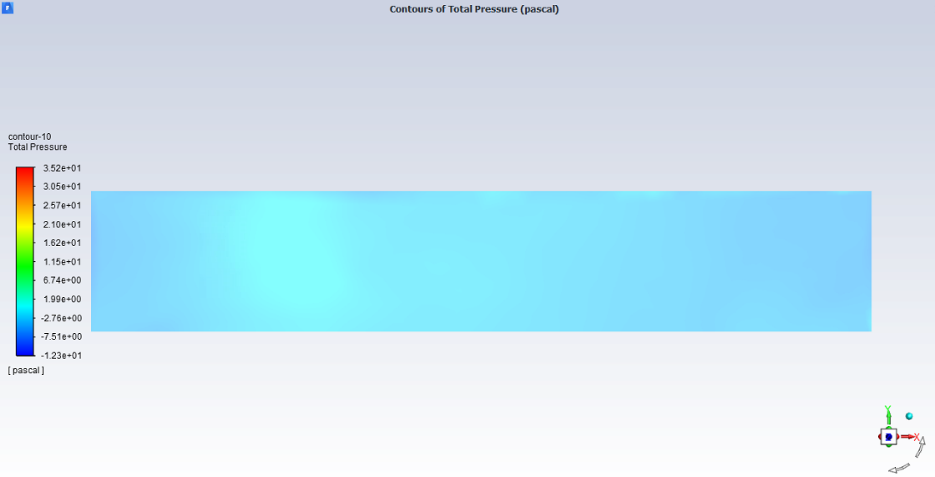 Contours of Total Pressure (pascal)
contour-10
Total Pressure
3.52e+01
3.05e+01
2.57e+01
2.10e+01
1.62e+01
1.15e+01
6.74e+00
1.99e+00
-2.76e+00
-7.51e+00
-1.23e+01
[ pascal ]
Y
X